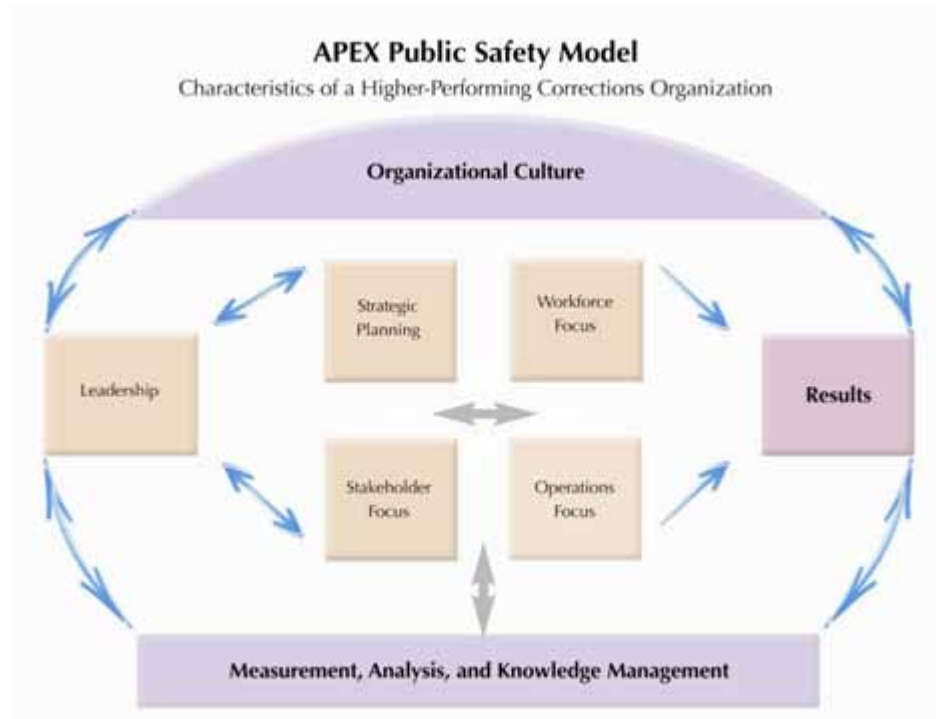 APEX Public Safety Model
Characteristics of a Higher-Performing Corrections Organization
Organizational Culture
Strategic
Planning
Workforce
Focus
Leadership
Results
Stakeholder
Focus
Operations
Focus
Measurement, Analysis, and Knowledge Management